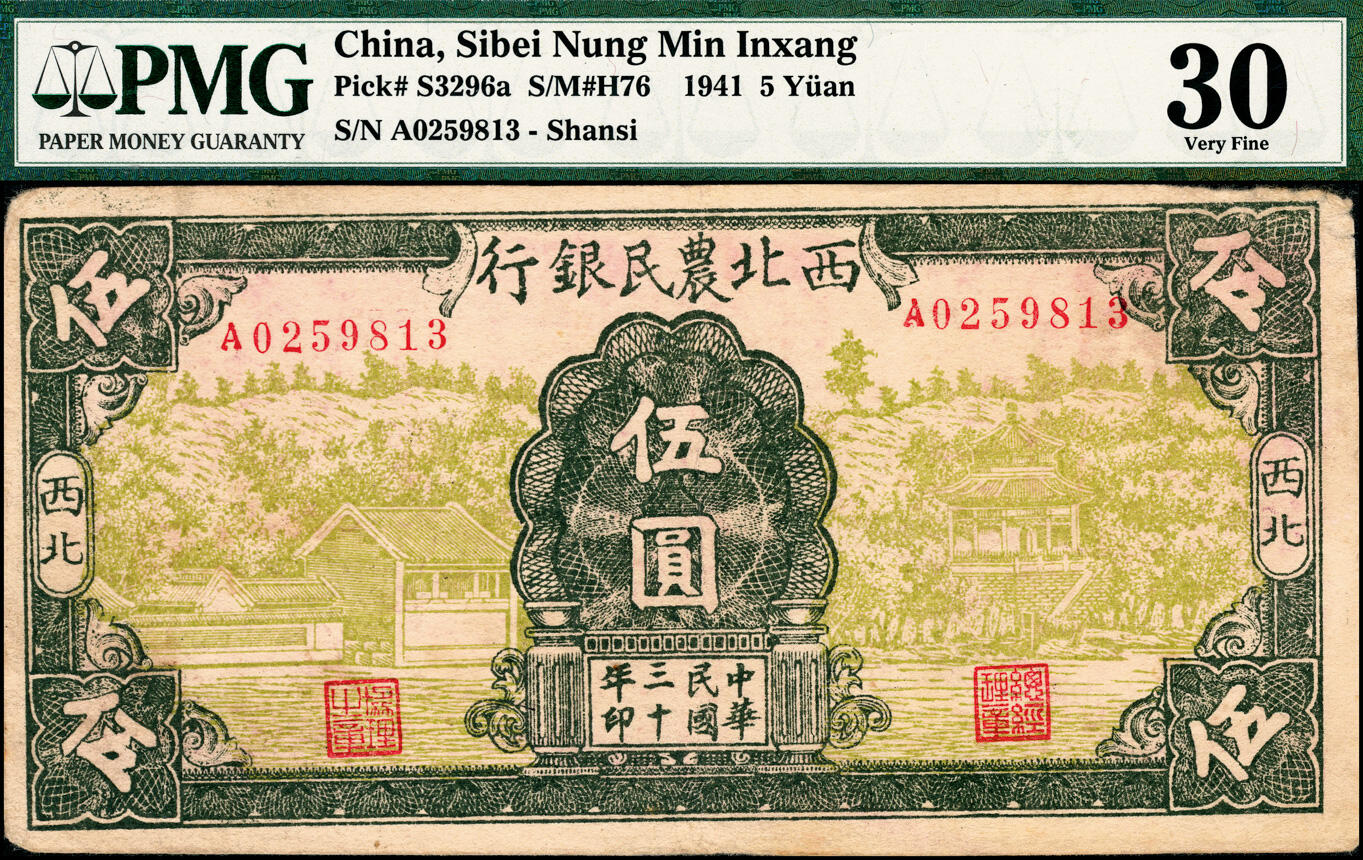 PMG
PAPER MONEY GUARANTY
China, Sibei Nung Min Inxang
Pick# S3296a S/M#H76 1941 5 Yüan
S/N A0259813 - Shansi
30
Very Fine
西北農民銀行
伍
伍
A0259813
A0259813
伍
圓
西北
西北
中華民國三十年印
總經理章
協理之章
伍
伍